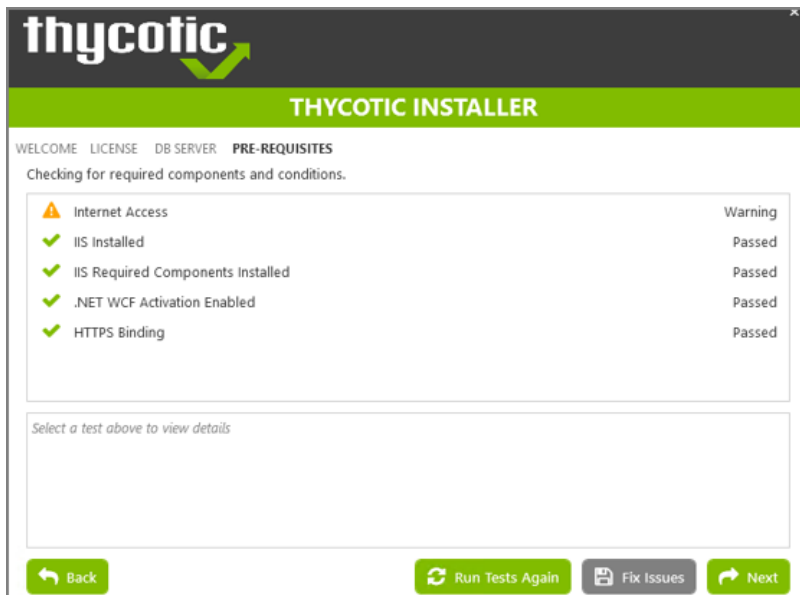 thycotic
THYCOTIC INSTALLER
WELCOME LICENSE DB SERVER PRE-REQUISITES
Checking for required components and conditions.
Internet Access Warning
IIS Installed Passed
IIS Required Components Installed Passed
.NET WCF Activation Enabled Passed
HTTPS Binding Passed
Select a test above to view details
Back Run Tests Again Fix Issues Next